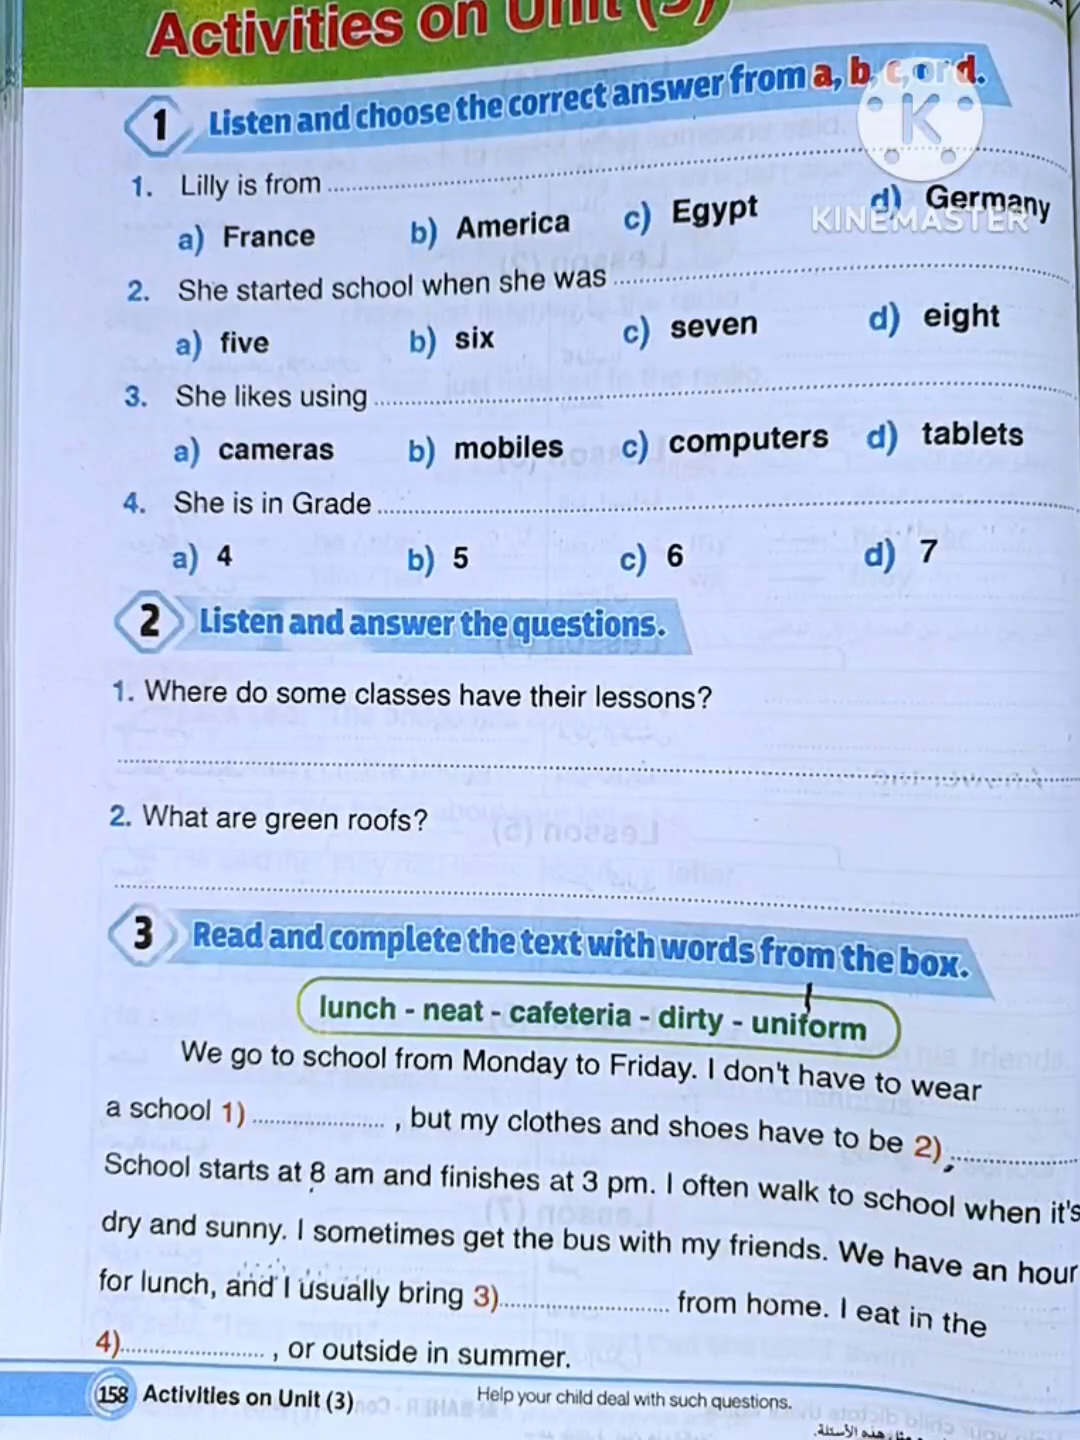 Activities on Unit (3)
1 Listen and choose the correct answer from a, b, c, or d.
1. Lilly is from
a) France b) America c) Egypt d) Germany
KINEMASTER
2. She started school when she was
a) five b) six c) seven d) eight
3. She likes using
a) cameras b) mobiles c) computers d) tablets
4. She is in Grade
a) 4 b) 5 c) 6 d) 7
2 Listen and answer the questions.
1. Where do some classes have their lessons?
2. What are green roofs?
3 Read and complete the text with words from the box.
lunch - neat - cafeteria - dirty - uniform
We go to school from Monday to Friday. I don't have to wear
a school 1) , but my clothes and shoes have to be 2)
School starts at 8 am and finishes at 3 pm. I often walk to school when it's
dry and sunny. I sometimes get the bus with my friends. We have an hour
for lunch, and I usually bring 3) from home. I eat in the
4) , or outside in summer.
158 Activities on Unit (3) Help your child deal with such questions.